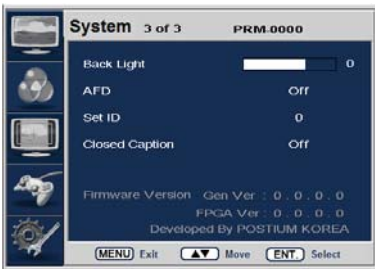 System 3 of 3 PRM-0000
Back Light 0
AFD Off
Set ID 0
Closed Caption Off
Firmware Version Gen Ver : 0 . 0 . 0 . 0
FPGA Ver : 0 . 0 . 0 . 0
Developed By POSTIUM KOREA
MENU Exit ▲▼ Move ENT. Select